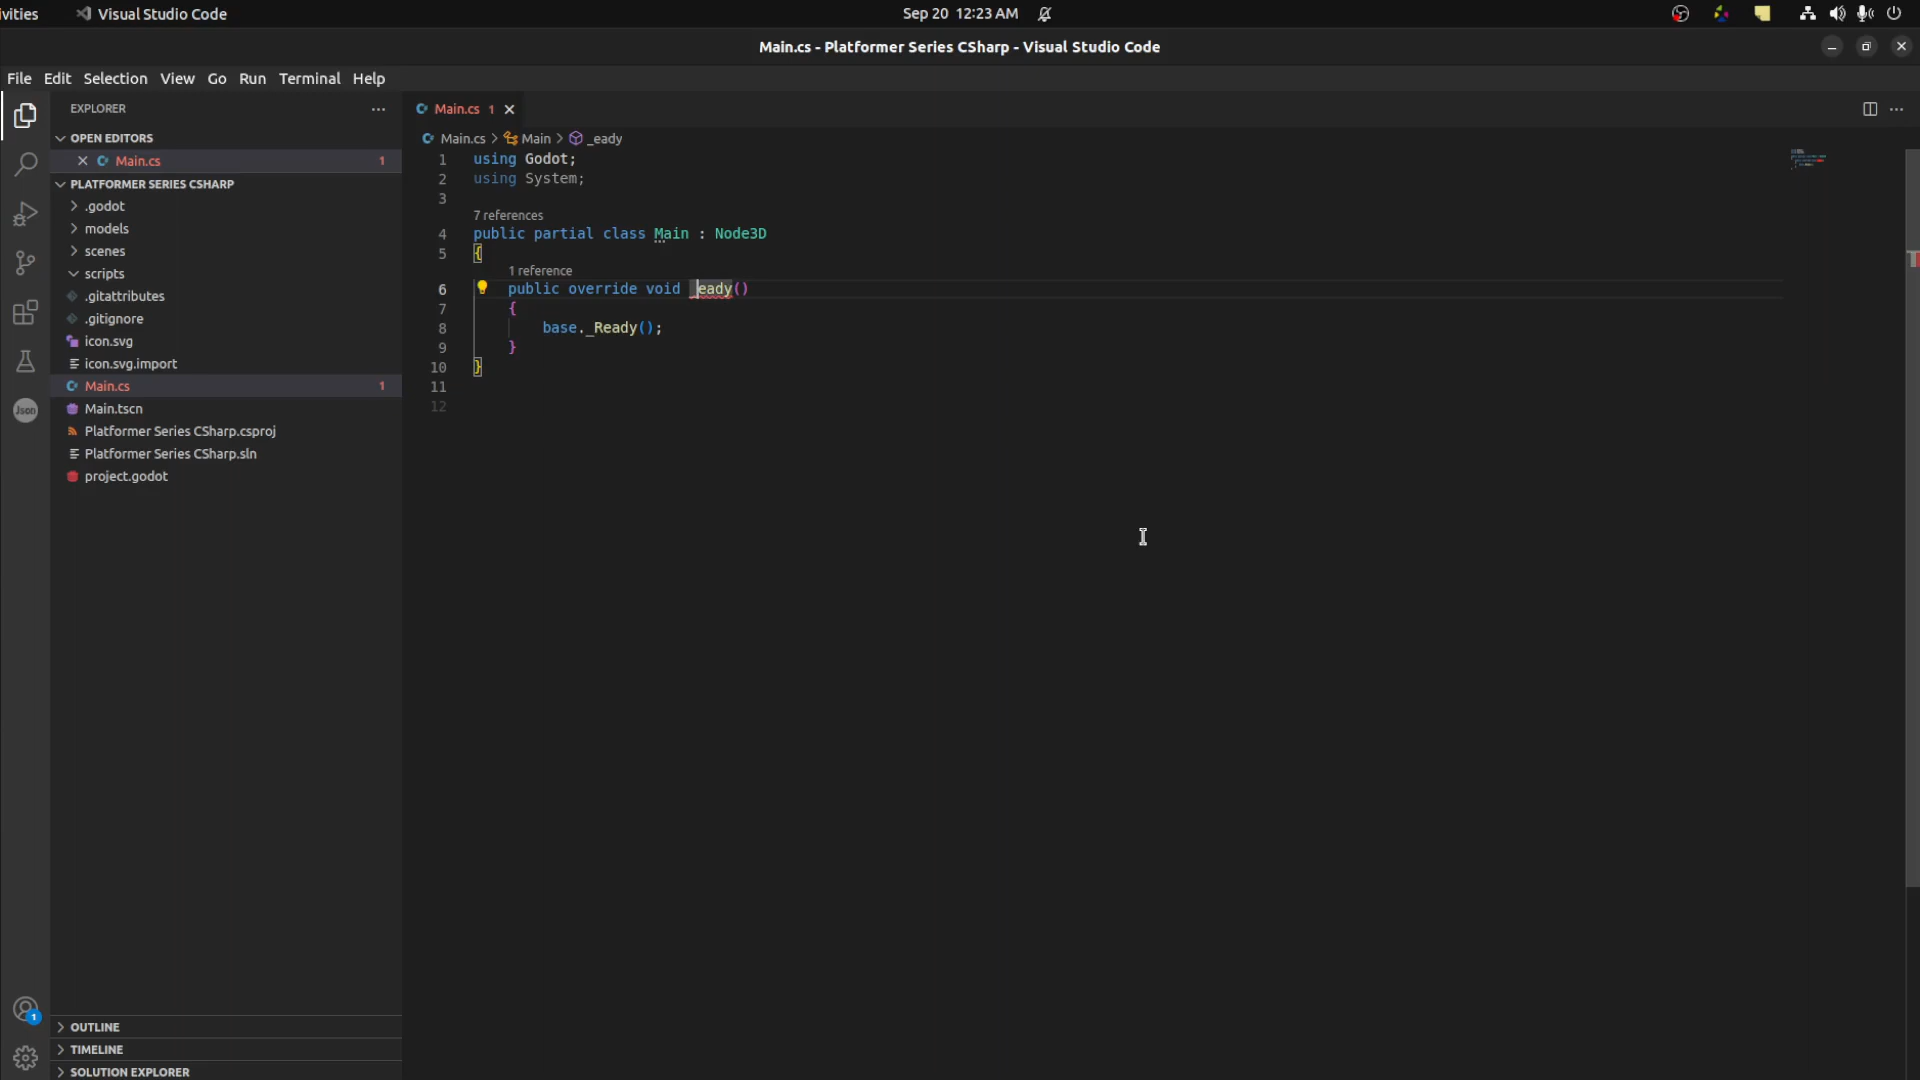 ivities
Visual Studio Code
Sep 20 12:23 AM
Main.cs - Platformer Series CSharp - Visual Studio Code
File Edit Selection View Go Run Terminal Help
EXPLORER
OPEN EDITORS
Main.cs 1
PLATFORMER SERIES CSHARP
.godot
models
scenes
scripts
.gitattributes
.gitignore
icon.svg
icon.svg.import
Main.cs 1
Main.tscn
Platformer Series CSharp.csproj
Platformer Series CSharp.sln
project.godot
OUTLINE
TIMELINE
SOLUTION EXPLORER
Json
1
Main.cs 1
Main.cs > Main > _eady
1 using Godot;
2 using System;
3
7 references
4 public partial class Main : Node3D
5 {
1 reference
6 public override void _eady()
7 {
8 base._Ready();
9 }
10 }
11
12